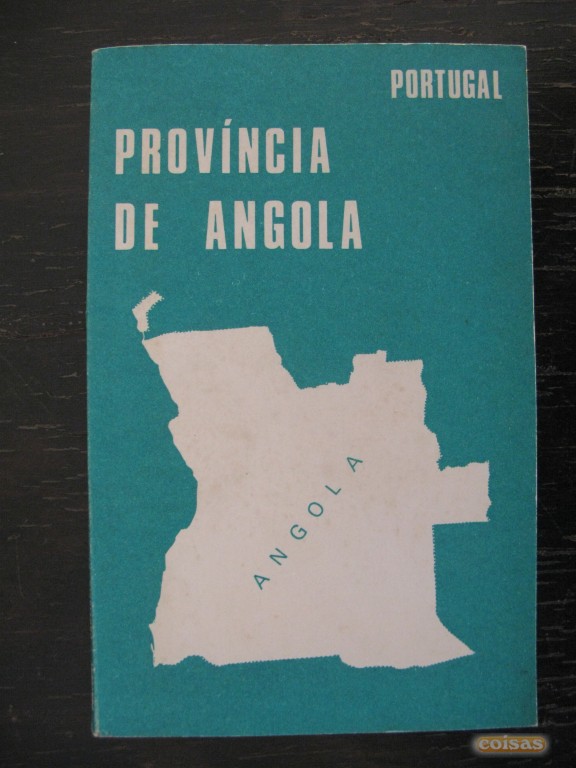 PORTUGAL
PROVÍNCIA
DE ANGOLA
ANGOLA
coisas